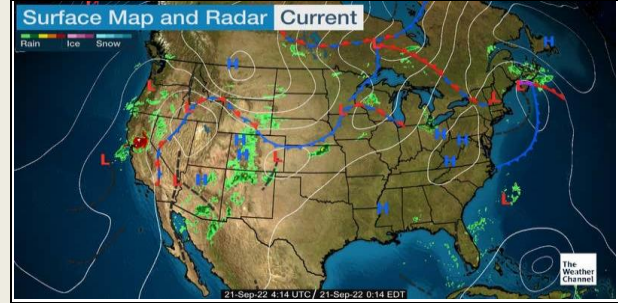 Surface Map and Radar Current
Rain Ice Snow
H
H
L
L
L
L
L
L
H
H
H
L
H
H
H
L
L
H
H
L
L
The
Weather
Channel
21-Sep-22 4:14 UTC / 21-Sep-22 0:14 EDT